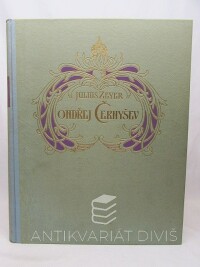 JULIUS ZEYER
ONDŘEJ ČERNYŠEV
ANTIKVARIÁT DIVIŠ